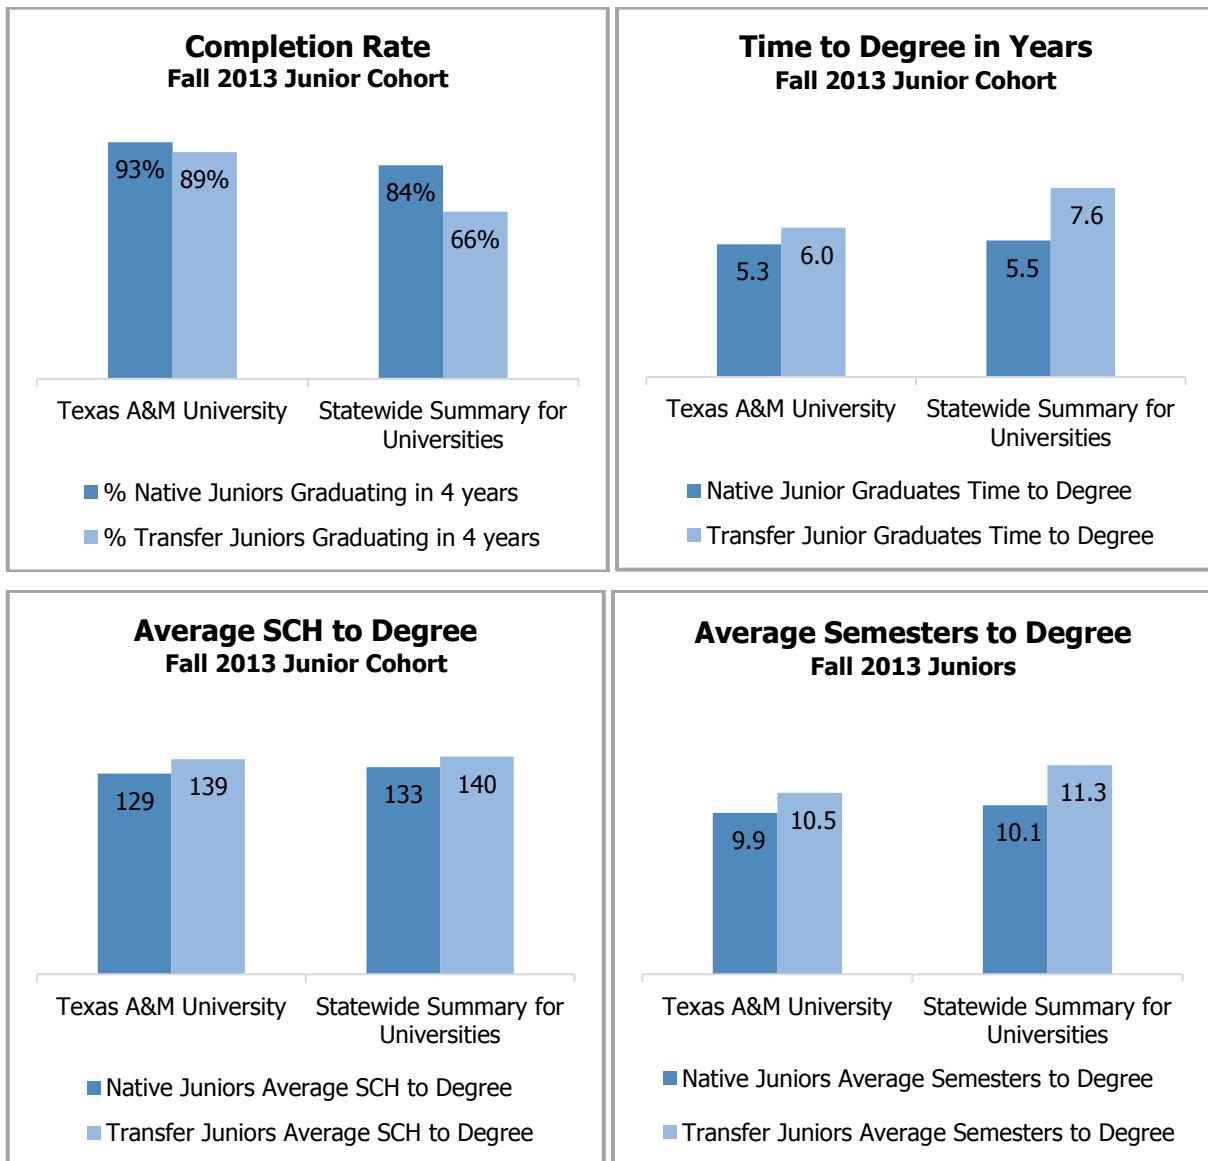 Completion Rate
Fall 2013 Junior Cohort
93%
89%
84%
66%
Texas A&M University
Statewide Summary for
Universities
% Native Juniors Graduating in 4 years
% Transfer Juniors Graduating in 4 years
Time to Degree in Years
Fall 2013 Junior Cohort
5.3
6.0
5.5
7.6
Texas A&M University
Statewide Summary for
Universities
Native Junior Graduates Time to Degree
Transfer Junior Graduates Time to Degree
Average SCH to Degree
Fall 2013 Junior Cohort
129
139
133
140
Texas A&M University
Statewide Summary for
Universities
Native Juniors Average SCH to Degree
Transfer Juniors Average SCH to Degree
Average Semesters to Degree
Fall 2013 Juniors
9.9
10.5
10.1
11.3
Texas A&M University
Statewide Summary for
Universities
Native Juniors Average Semesters to Degree
Transfer Juniors Average Semesters to Degree